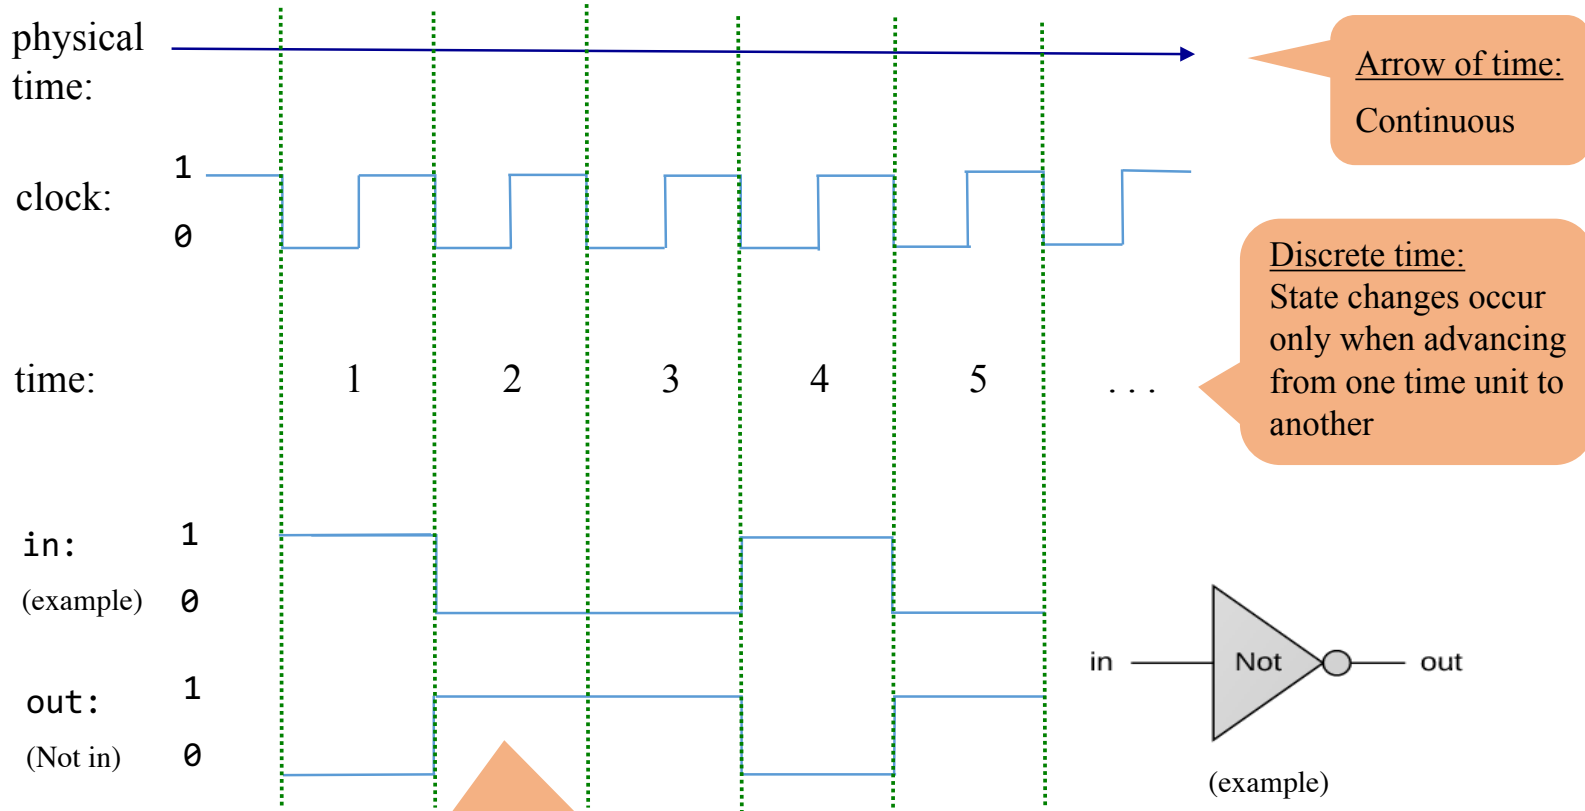 physical
time:
Arrow of time:
Continuous
clock:
1
0
Discrete time:
State changes occur
only when advancing
from one time unit to
another
time:
1 2 3 4 5 . . .
in:
(example)
1
0
out:
(Not in)
1
0
in Not out
(example)